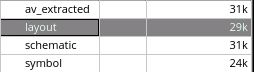 av_extracted 31k
layout 29k
schematic 31k
symbol 24k